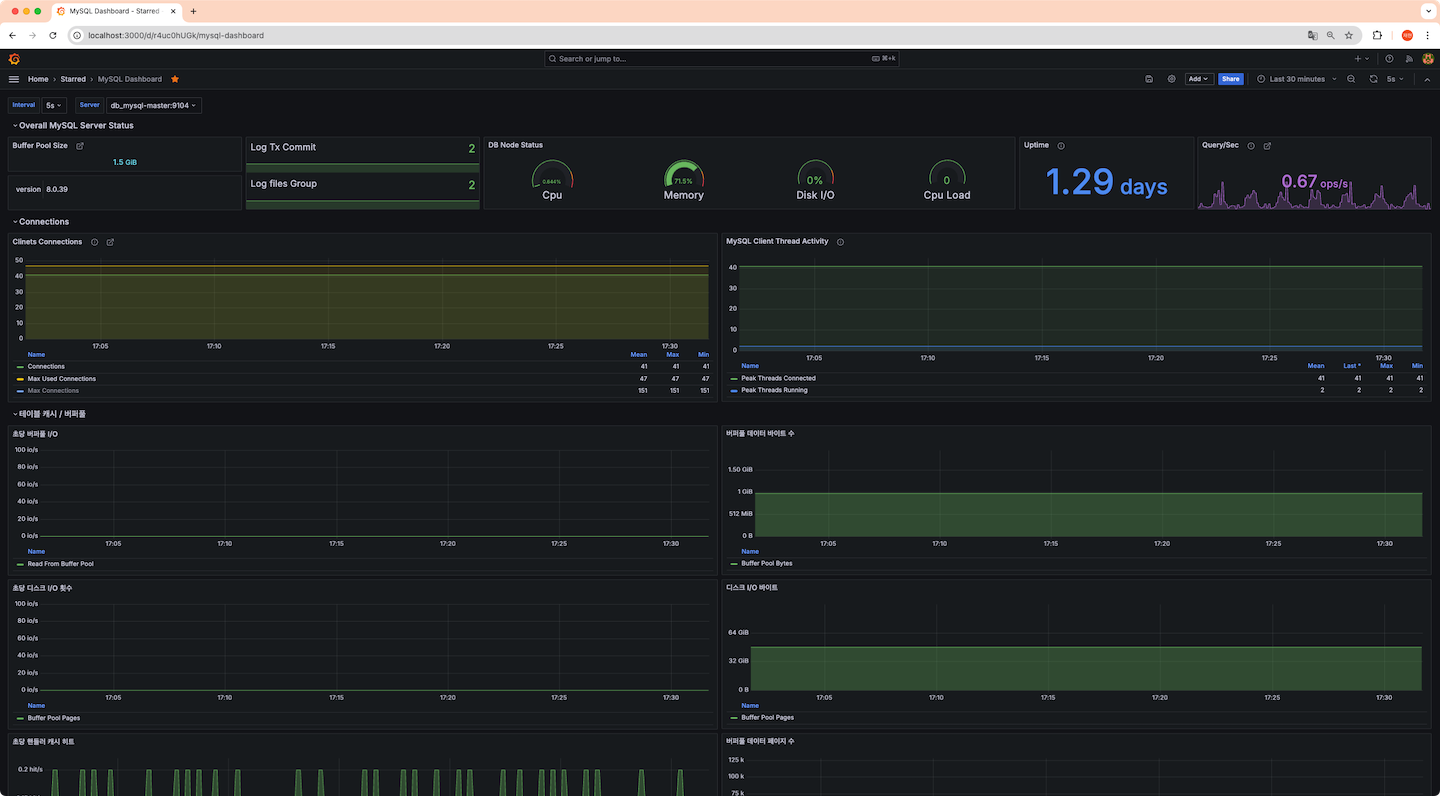 MySQL Dashboard - Starred
localhost:3000/d/r4uc0hUGk/mysql-dashboard
Search or jump to...
⌘+k
Home › Starred › MySQL Dashboard
Add
Share
Last 30 minutes
5s
Interval
5s
Server
db_mysql-master:9104
Overall MySQL Server Status
Buffer Pool Size
1.5 GiB
version 8.0.39
Log Tx Commit
2
Log files Group
2
DB Node Status
0.644%
Cpu
71.5%
Memory
0%
Disk I/O
0
Cpu Load
Uptime
1.29 days
Query/Sec
0.67 ops/s
Connections
Clinets Connections
50
40
30
20
10
0
17:05 17:10 17:15 17:20 17:25 17:30
Name Mean Max Min
Connections 41 41 41
Max Used Connections 47 47 47
Max Connections 151 151 151
MySQL Client Thread Activity
40
30
20
10
0
17:05 17:10 17:15 17:20 17:25 17:30
Name Mean Last * Max Min
Peak Threads Connected 41 41 41 41
Peak Threads Running 2 2 2 2
테이블 캐시 / 버퍼풀
초당 버퍼풀 I/O
100 io/s
80 io/s
60 io/s
40 io/s
20 io/s
0 io/s
17:05 17:10 17:15 17:20 17:25 17:30
Name
Read From Buffer Pool
버퍼풀 데이터 바이트 수
1.50 GiB
1 GiB
512 MiB
0 B
17:05 17:10 17:15 17:20 17:25 17:30
Name
Buffer Pool Bytes
초당 디스크 I/O 횟수
100 io/s
80 io/s
60 io/s
40 io/s
20 io/s
0 io/s
17:05 17:10 17:15 17:20 17:25 17:30
Name
Buffer Pool Pages
디스크 I/O 바이트
64 GiB
32 GiB
0 B
17:05 17:10 17:15 17:20 17:25 17:30
Name
Buffer Pool Pages
초당 핸들러 캐시 히트
0.2 hit/s
버퍼풀 데이터 페이지 수
125 k
100 k
75 k